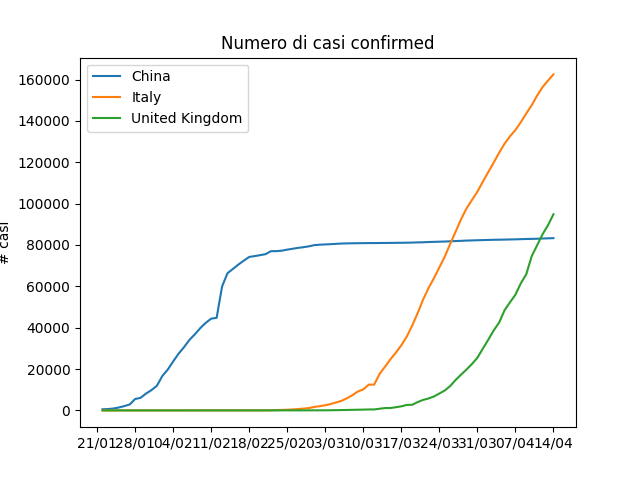 Numero di casi confirmed
China
Italy
United Kingdom
160000
140000
120000
100000
80000
60000
40000
20000
0
# casi
21/01 28/01 04/02 11/02 18/02 25/02 03/03 10/03 17/03 24/03 31/03 07/04 14/04